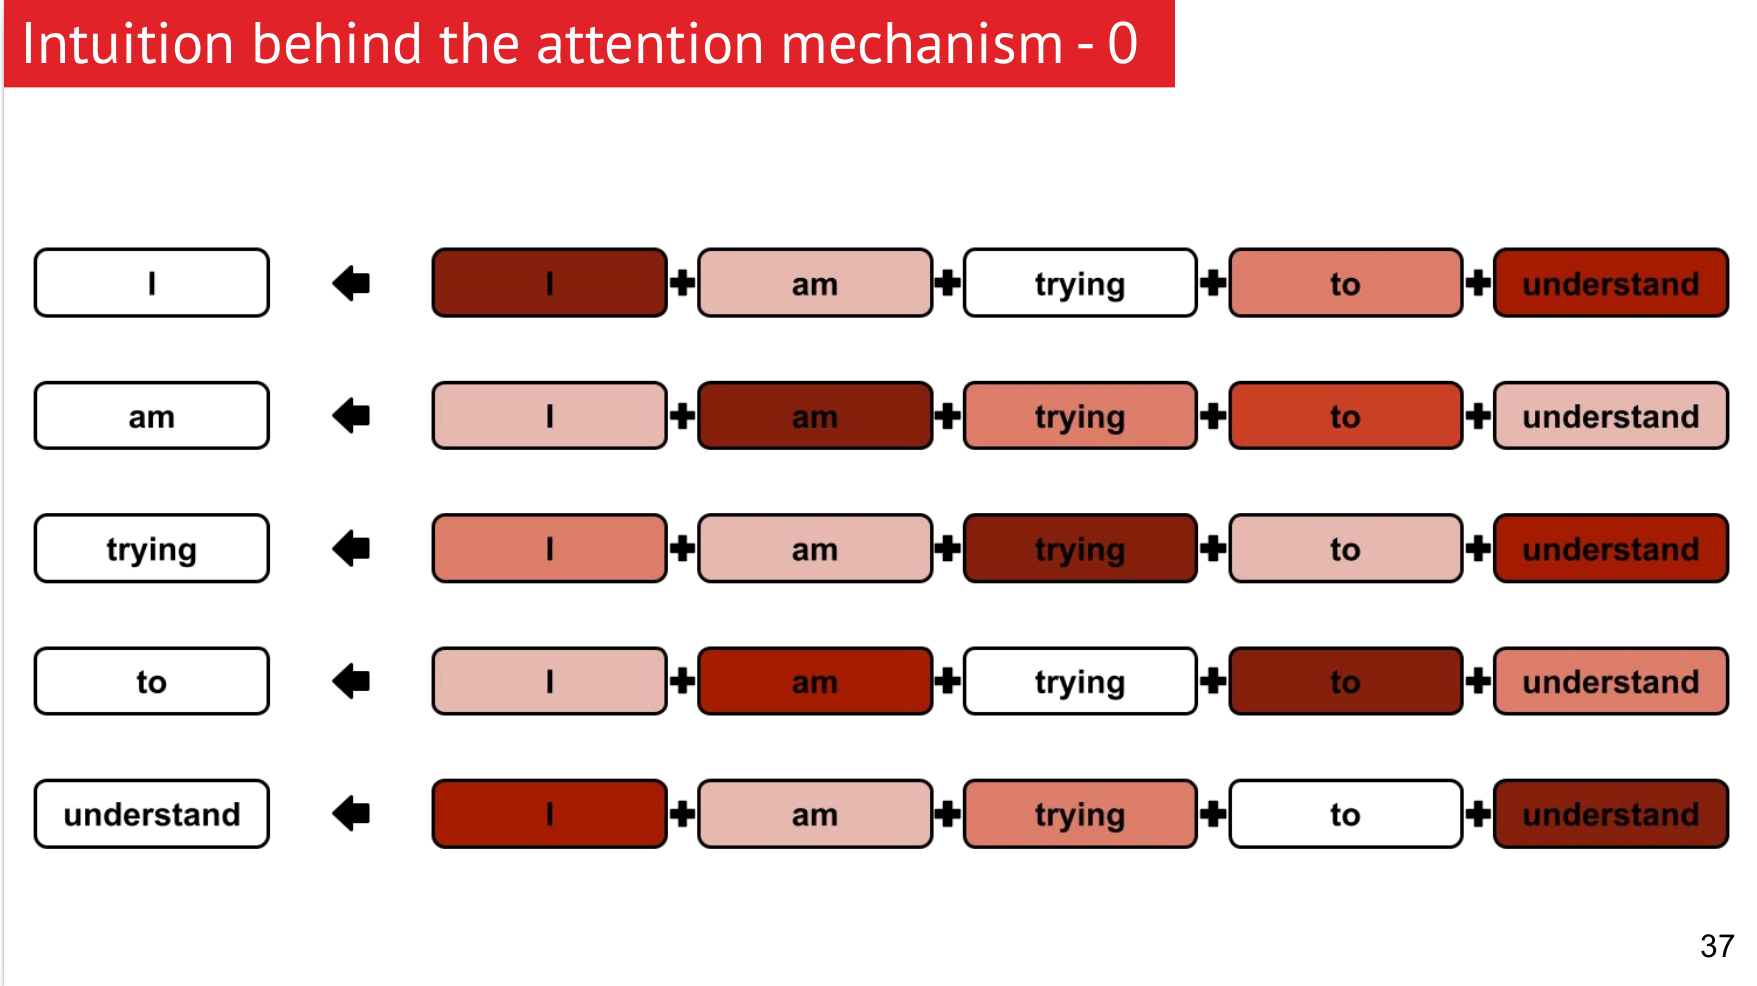 Intuition behind the attention mechanism - 0
I I + am + trying + to + understand
am I + am + trying + to + understand
trying I + am + trying + to + understand
to I + am + trying + to + understand
understand I + am + trying + to + understand
37